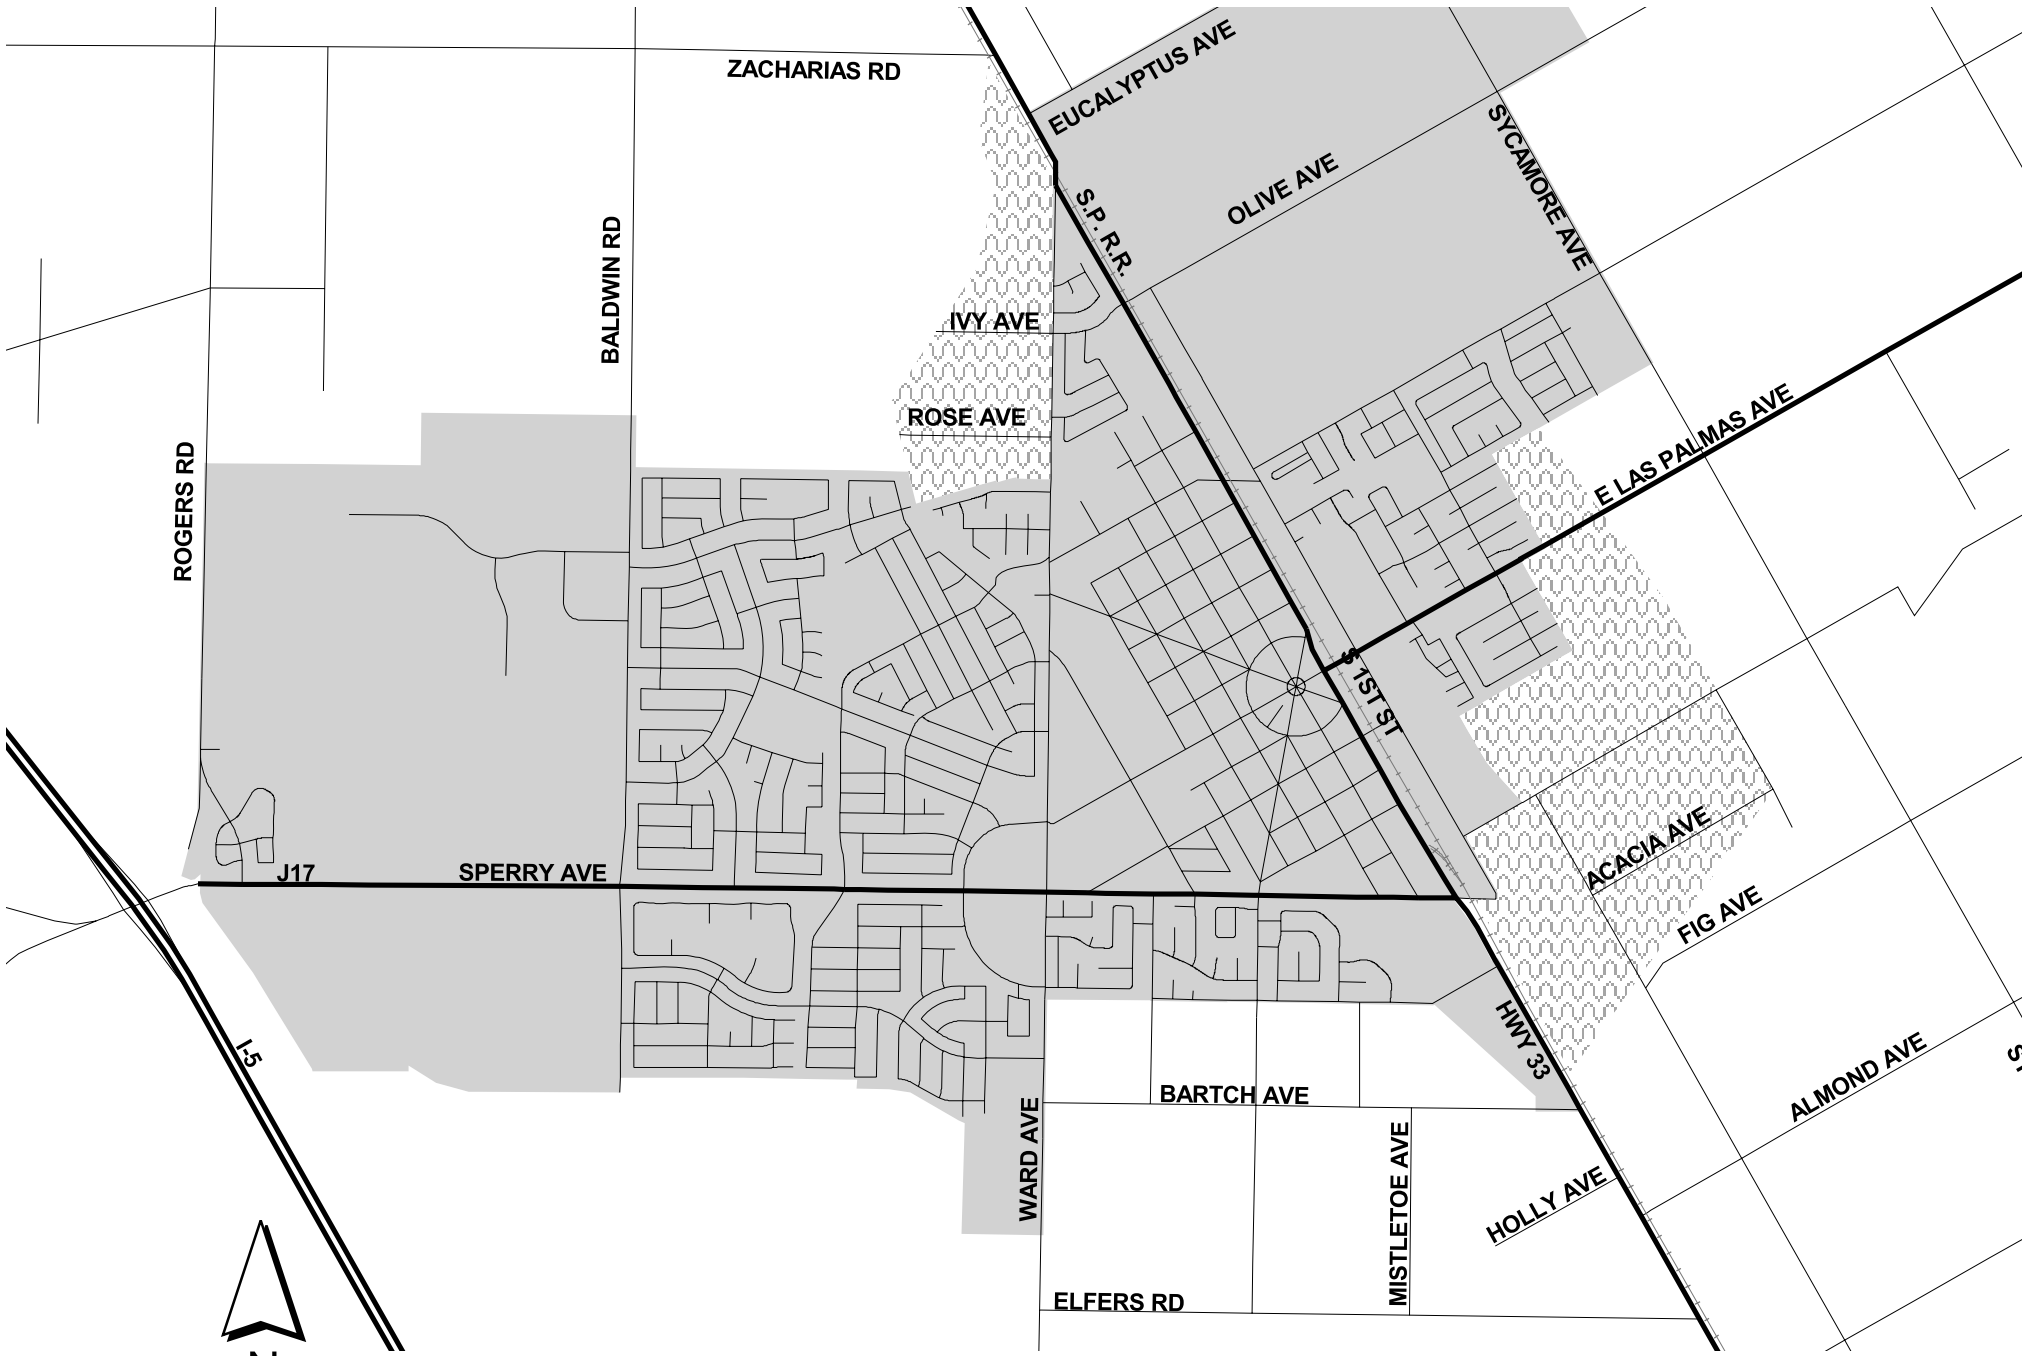 ZACHARIAS RD
EUCALYPTUS AVE
SYCAMORE AVE
OLIVE AVE
S.P. R.R.
BALDWIN RD
IVY AVE
ROSE AVE
E LAS PALMAS AVE
ROGERS RD
S 1ST ST
ACACIA AVE
J17
SPERRY AVE
FIG AVE
HWY 33
I-5
ALMOND AVE
BARTCH AVE
WARD AVE
MISTLETOE AVE
HOLLY AVE
ELFERS RD